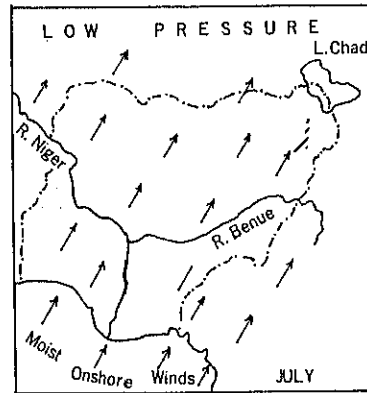 LOW PRESSURE
L. Chad
R. Niger
R. Benue
Moist Onshore Winds
JULY